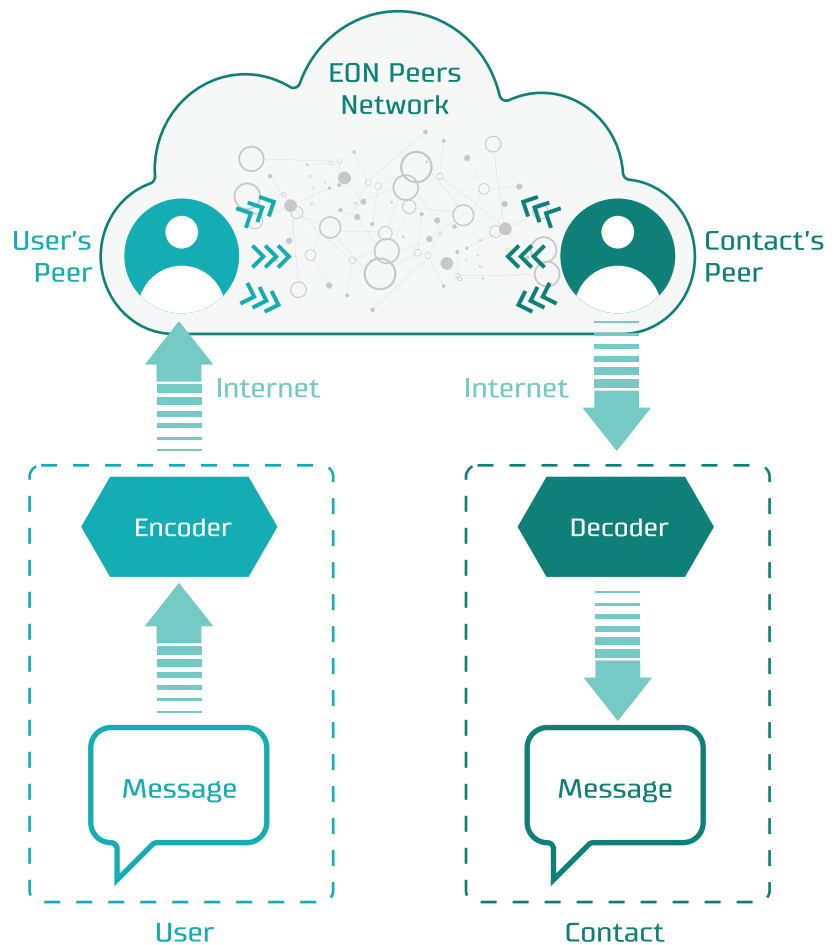 EON Peers
Network
User's
Peer
Contact's
Peer
Internet
Internet
Encoder
Decoder
Message
Message
User
Contact